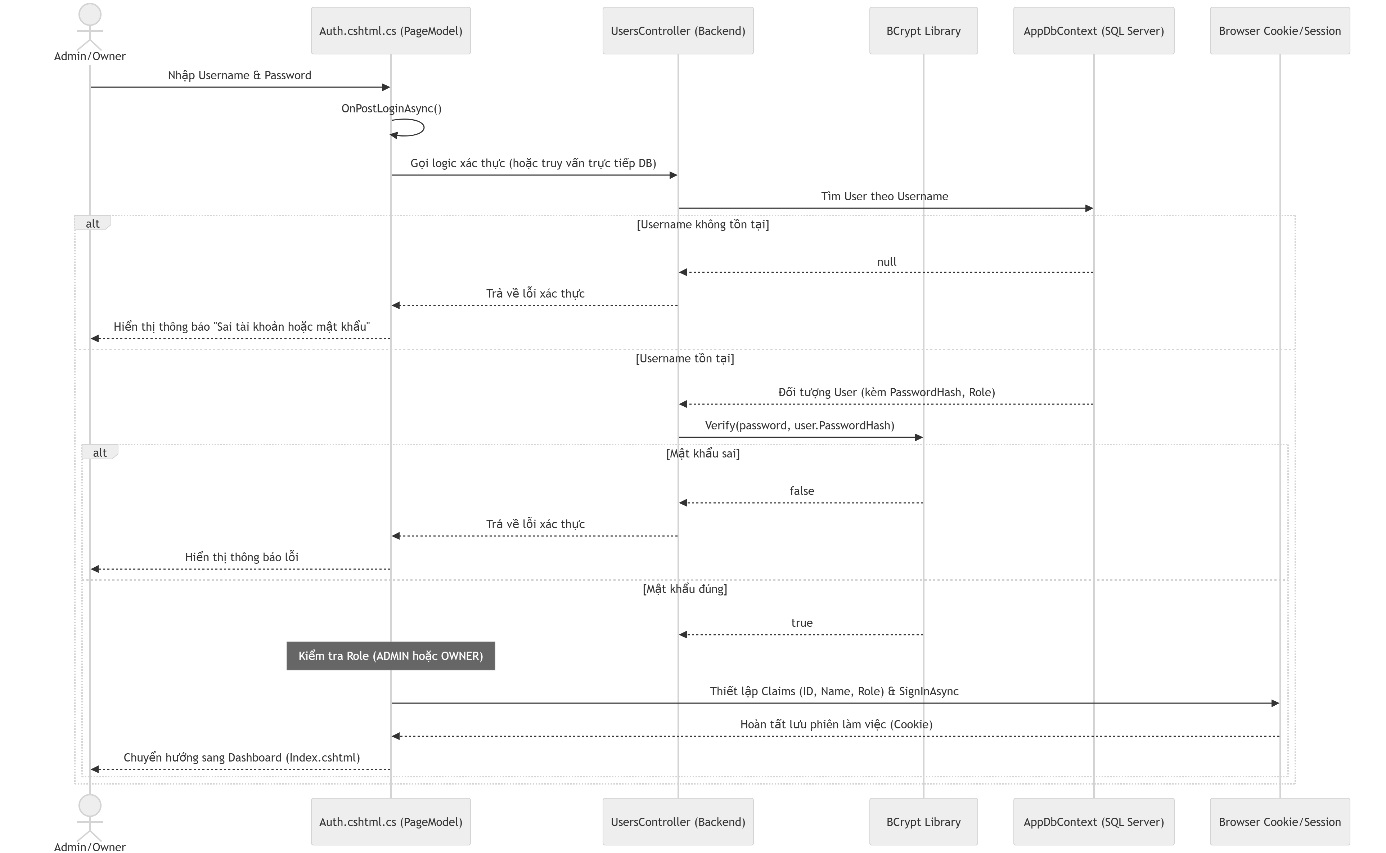 Admin/Owner
Auth.cshtml.cs (PageModel)
UsersController (Backend)
BCrypt Library
AppDbContext (SQL Server)
Browser Cookie/Session
Nhập Username & Password
OnPostLoginAsync()
Gọi logic xác thực (hoặc truy vấn trực tiếp DB)
Tìm User theo Username
alt
[Username không tồn tại]
null
Trả về lỗi xác thực
Hiển thị thông báo "Sai tài khoản hoặc mật khẩu"
[Username tồn tại]
Đối tượng User (kèm PasswordHash, Role)
Verify(password, user.PasswordHash)
alt
[Mật khẩu sai]
false
Trả về lỗi xác thực
Hiển thị thông báo lỗi
[Mật khẩu đúng]
true
Kiểm tra Role (ADMIN hoặc OWNER)
Thiết lập Claims (ID, Name, Role) & SignInAsync
Hoàn tất lưu phiên làm việc (Cookie)
Chuyển hướng sang Dashboard (Index.cshtml)
Admin/Owner
Auth.cshtml.cs (PageModel)
UsersController (Backend)
BCrypt Library
AppDbContext (SQL Server)
Browser Cookie/Session